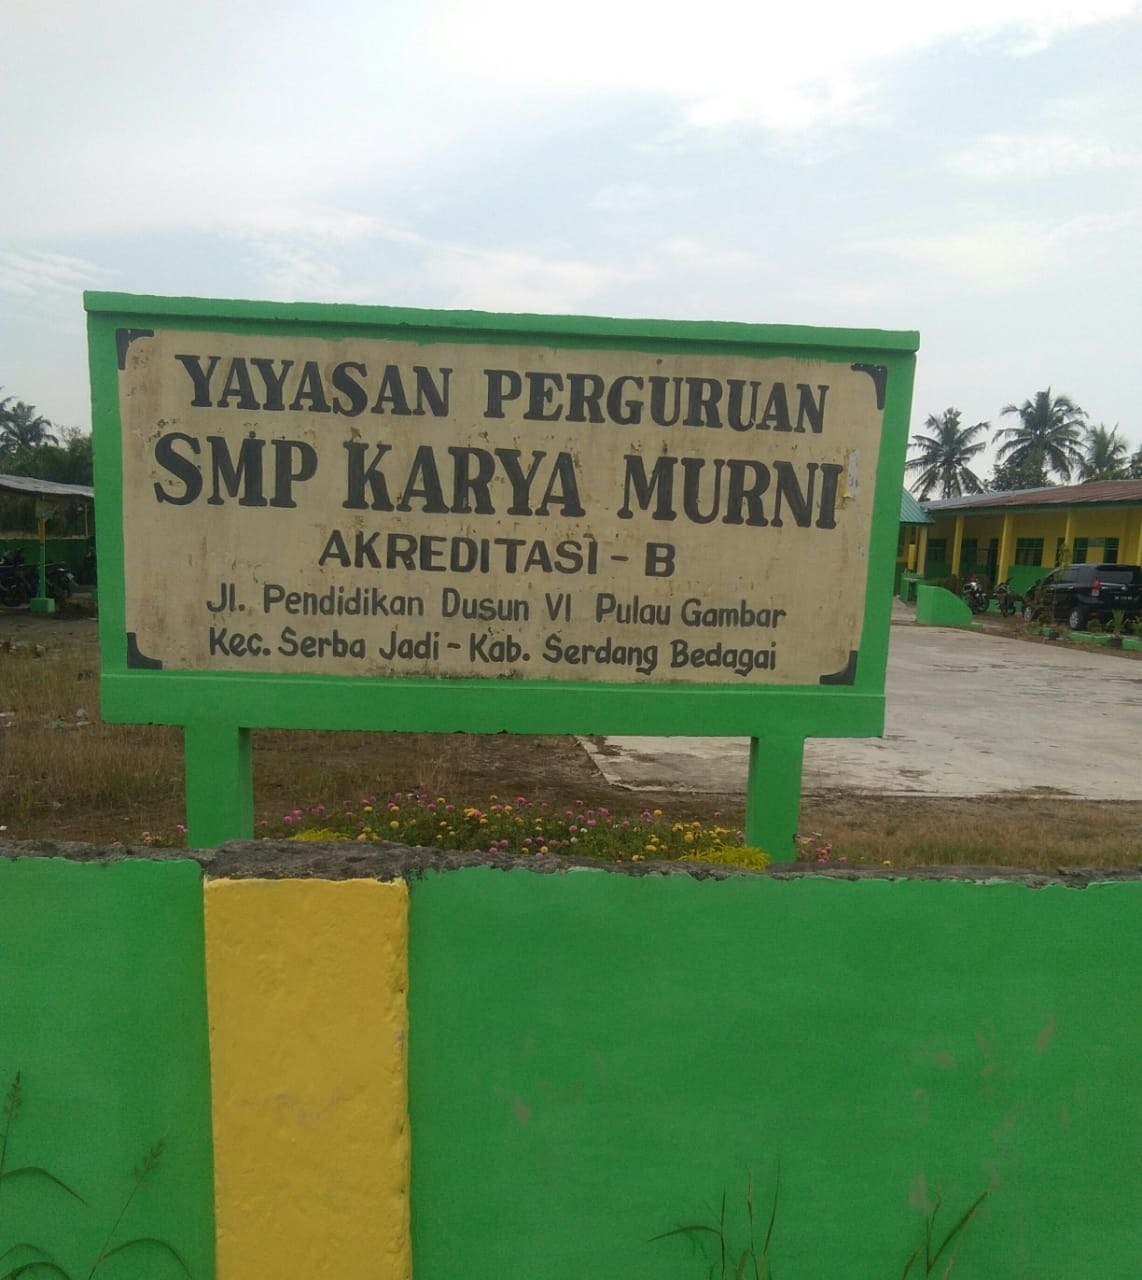 YAYASAN PERGURUAN
SMP KARYA MURNI
AKREDITASI - B
Jl. Pendidikan Dusun VI Pulau Gambar
Kec. Serba Jadi - Kab. Serdang Bedagai